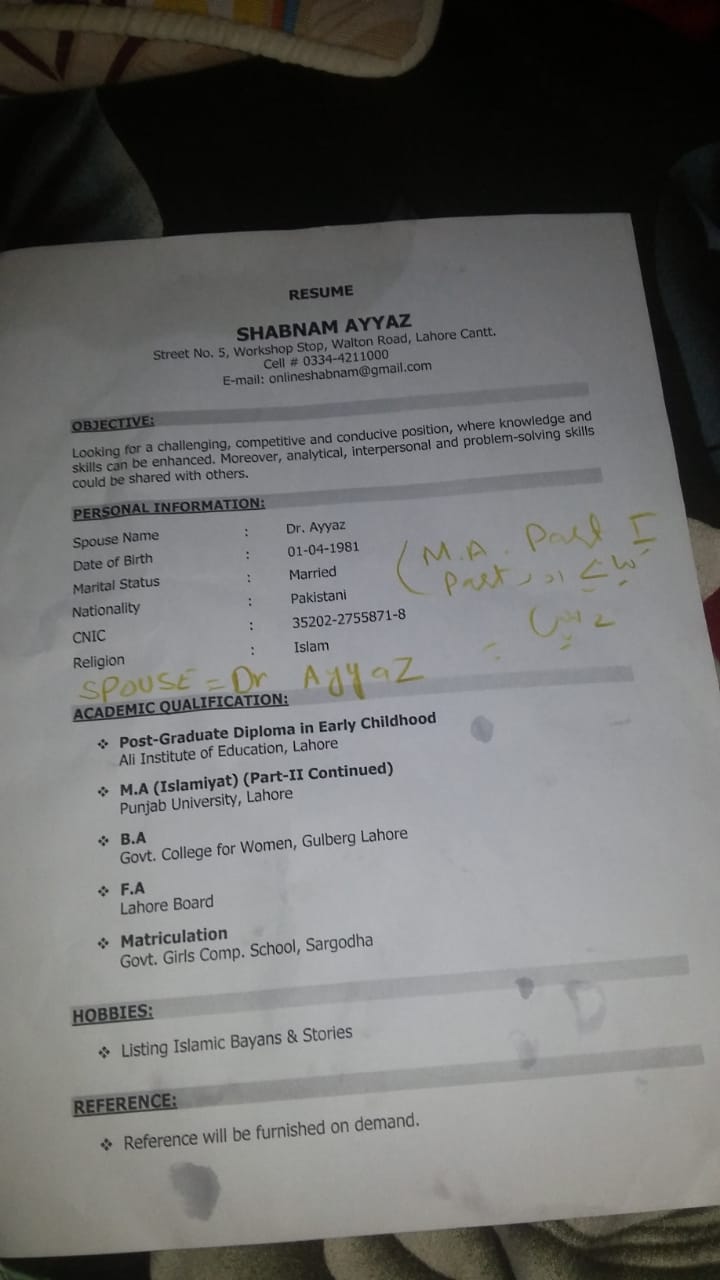 RESUME
SHABNAM AYYAZ
Street No. 5, Workshop Stop, Walton Road, Lahore Cantt.
Cell # 0334-4211000
E-mail: onlineshabnam@gmail.com
OBJECTIVE:
Looking for a challenging, competitive and conducive position, where knowledge and
skills can be enhanced. Moreover, analytical, interpersonal and problem-solving skills
could be shared with others.
PERSONAL INFORMATION:
Spouse Name : Dr. Ayyaz
Date of Birth : 01-04-1981
Marital Status : Married
Nationality : Pakistani
CNIC : 35202-2755871-8
Religion : Islam
(M.A. Part I
Part اور
SPOUSE = Dr AyyaZ
ACADEMIC QUALIFICATION:
❖ Post-Graduate Diploma in Early Childhood
Ali Institute of Education, Lahore
❖ M.A (Islamiyat) (Part-II Continued)
Punjab University, Lahore
❖ B.A
Govt. College for Women, Gulberg Lahore
❖ F.A
Lahore Board
❖ Matriculation
Govt. Girls Comp. School, Sargodha
HOBBIES:
❖ Listing Islamic Bayans & Stories
REFERENCE:
❖ Reference will be furnished on demand.